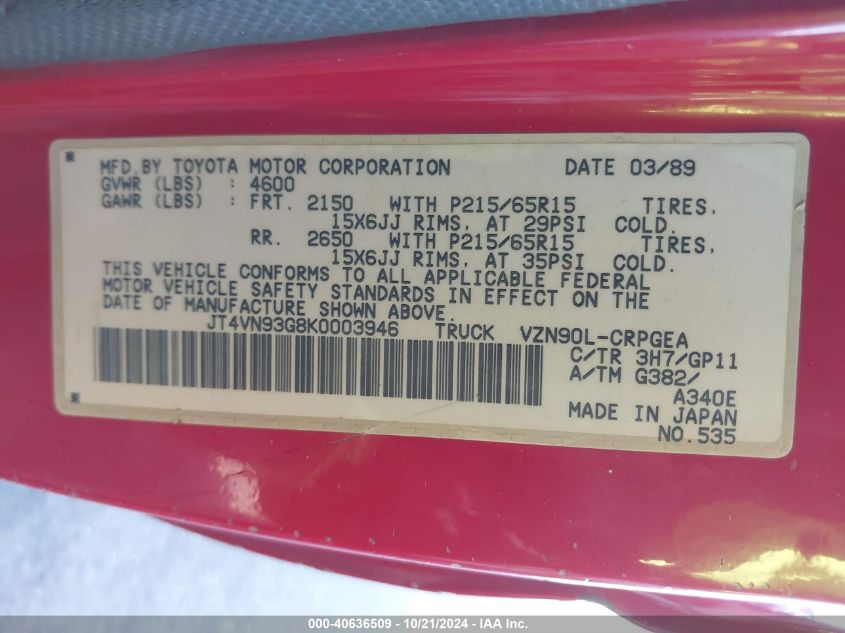 MFD.BY TOYOTA MOTOR CORPORATION DATE 03/89
GVWR (LBS) : 4600
GAWR (LBS) : FRT. 2150 WITH P215/65R15 TIRES,
15X6JJ RIMS, AT 29PSI COLD.
RR. 2650 WITH P215/65R15 TIRES,
15X6JJ RIMS, AT 35PSI COLD.
THIS VEHICLE CONFORMS TO ALL APPLICABLE FEDERAL
MOTOR VEHICLE SAFETY STANDARDS IN EFFECT ON THE
DATE OF MANUFACTURE SHOWN ABOVE.
JT4VN93G8K0003946 TRUCK VZN90L-CRPGEA
C/TR 3H7/GP11
A/TM G382/
A340E
MADE IN JAPAN
NO.535
000-40636509 | 10/21/2024 | IAA, LLC